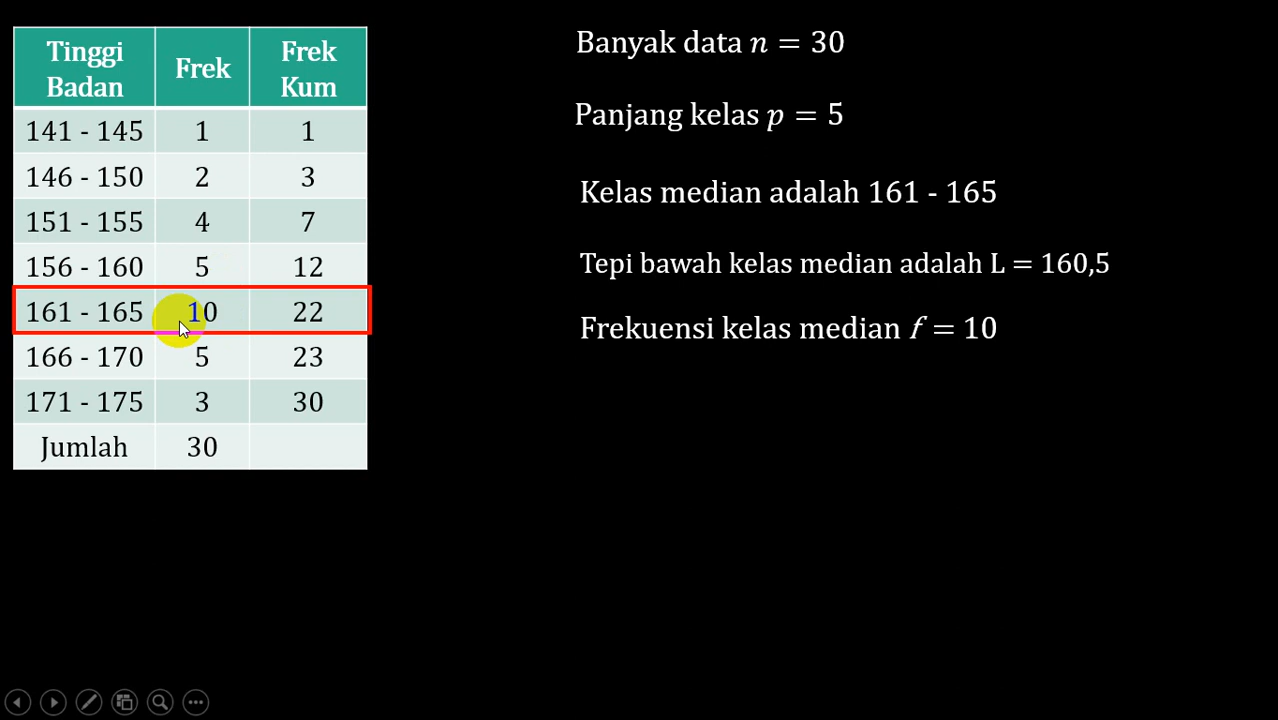 Tinggi Badan Frek Frek Kum
141 - 145 1 1
146 - 150 2 3
151 - 155 4 7
156 - 160 5 12
161 - 165 10 22
166 - 170 5 23
171 - 175 3 30
Jumlah 30
Banyak data n = 30
Panjang kelas p = 5
Kelas median adalah 161 - 165
Tepi bawah kelas median adalah L = 160,5
Frekuensi kelas median f = 10